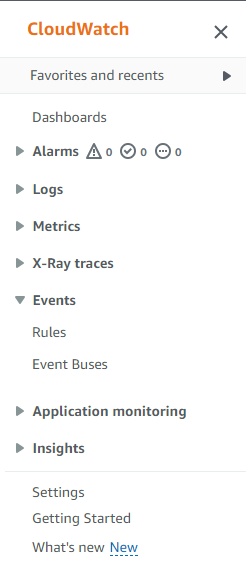 CloudWatch
Favorites and recents
Dashboards
Alarms 0 0 0
Logs
Metrics
X-Ray traces
Events
Rules
Event Buses
Application monitoring
Insights
Settings
Getting Started
What's new New